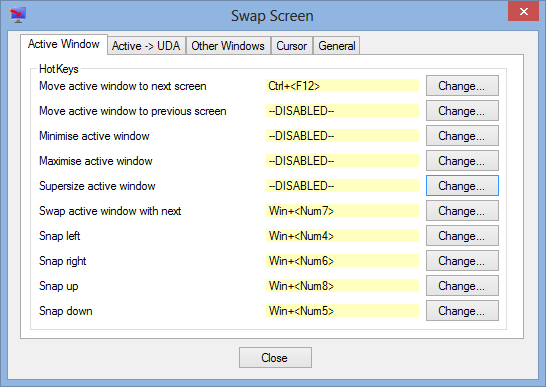 Swap Screen
Active Window Active -> UDA Other Windows Cursor General
HotKeys
Move active window to next screen Ctrl+<F12> Change...
Move active window to previous screen --DISABLED-- Change...
Minimise active window --DISABLED-- Change...
Maximise active window --DISABLED-- Change...
Supersize active window --DISABLED-- Change...
Swap active window with next Win+<Num7> Change...
Snap left Win+<Num4> Change...
Snap right Win+<Num6> Change...
Snap up Win+<Num8> Change...
Snap down Win+<Num5> Change...
Close